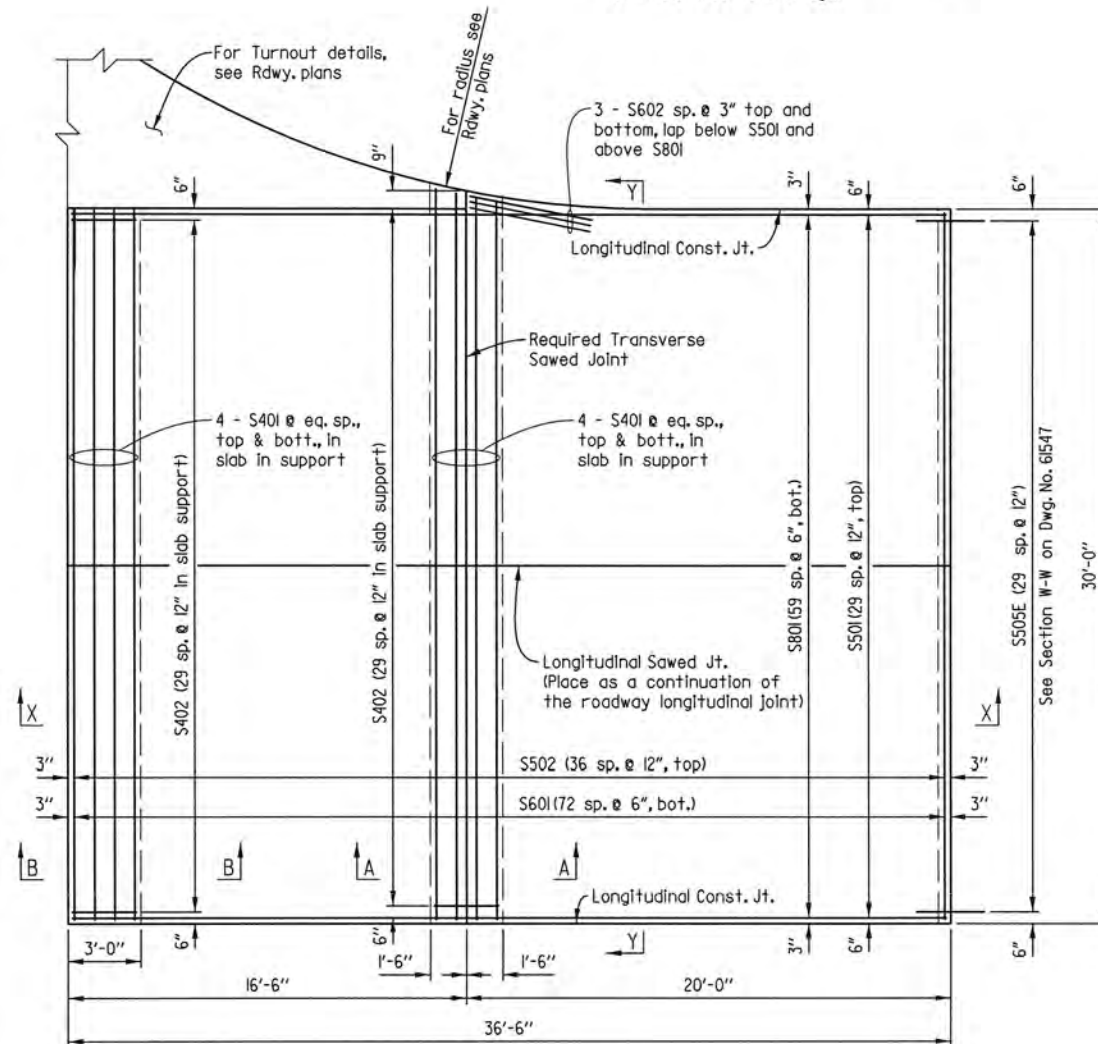 For Turnout details,
see Rdwy. plans
For radius see
Rdwy. plans
3 - S602 sp. @ 3" top and
bottom, lap below S501 and
above S801
9"
6"
Y
3"
6"
6"
Longitudinal Const. Jt.
Required Transverse
Sawed Joint
4 - S401 @ eq. sp.,
top & bott., in
slab in support
4 - S401 @ eq. sp.,
top & bott., in
slab in support
S402 (29 sp. @ 12" in slab support)
S402 (29 sp. @ 12" in slab support)
S801 (59 sp. @ 6", bot.)
S501 (29 sp. @ 12", top)
S505E (29 sp. @ 12")
See Section W-W on Dwg. No. 61547
30'-0"
Longitudinal Sawed Jt.
(Place as a continuation of
the roadway longitudinal joint)
X
X
3"
S502 (36 sp. @ 12", top)
3"
3"
S601 (72 sp. @ 6", bot.)
3"
B
B
A
A
Longitudinal Const. Jt.
6"
6"
Y
3"
6"
6"
3'-0"
1'-6"
1'-6"
16'-6"
20'-0"
36'-6"